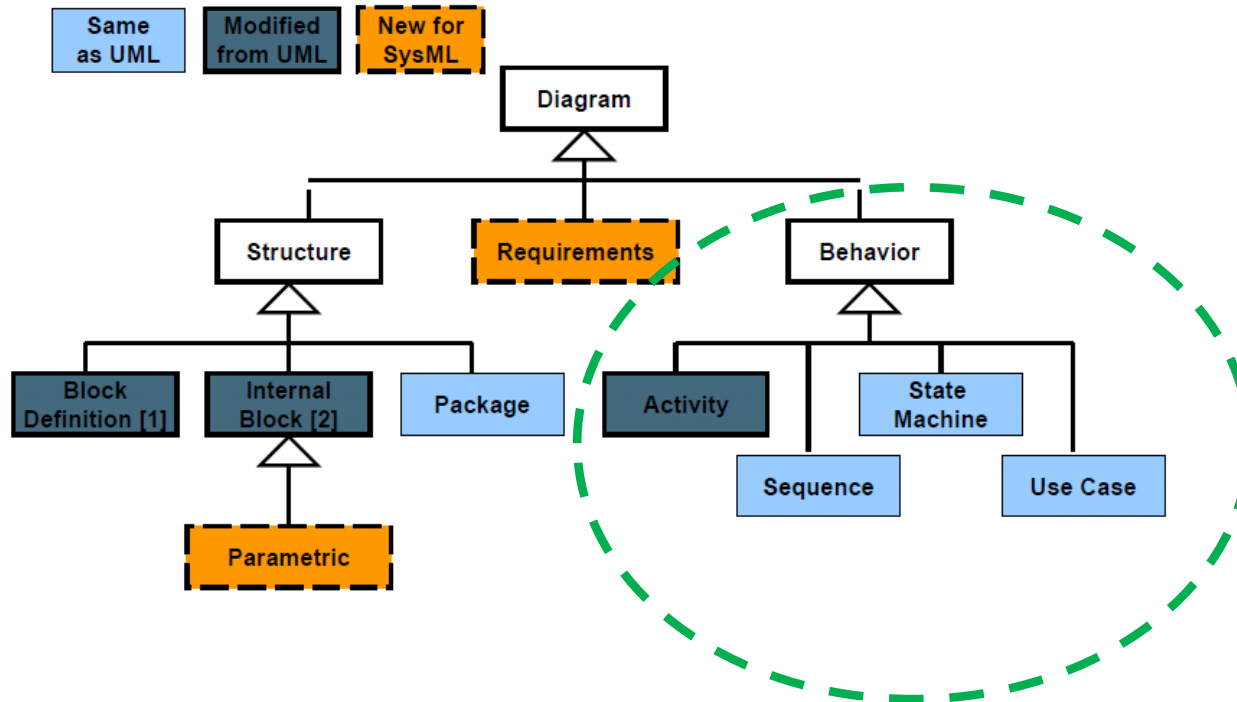 Same
as UML
Modified
from UML
New for
SysML
Diagram
Structure
Requirements
Behavior
Block
Definition [1]
Internal
Block [2]
Package
Activity
State
Machine
Sequence
Use Case
Parametric